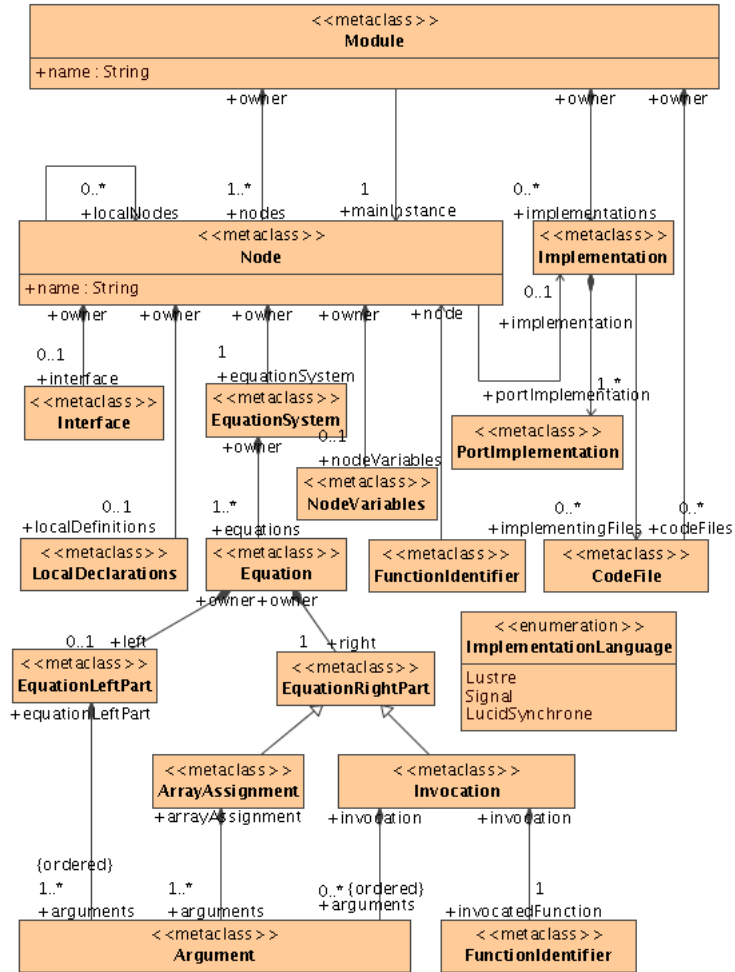 <<metaclass>>
Module
+name : String
+owner
+owner
+owner
0..*
+localNodes
1..*
+nodes
1
+mainInstance
0..*
+implementations
<<metaclass>>
Node
+name : String
<<metaclass>>
Implementation
+owner
+owner
+owner
+owner
+node
0..1
+implementation
0..1
+interface
1
+equationSystem
+portImplementation
1..*
<<metaclass>>
Interface
<<metaclass>>
EquationSystem
+owner
0..1
+nodeVariables
<<metaclass>>
PortImplementation
<<metaclass>>
NodeVariables
0..1
+localDefinitions
1..*
+equations
0..*
+implementingFiles
0..*
+codeFiles
<<metaclass>>
LocalDeclarations
<<metaclass>>
Equation
<<metaclass>>
FunctionIdentifier
<<metaclass>>
CodeFile
+owner
+owner
0..1
+left
1
+right
<<metaclass>>
EquationLeftPart
+equationLeftPart
<<metaclass>>
EquationRightPart
<<enumeration>>
ImplementationLanguage
Lustre
Signal
LucidSynchrone
<<metaclass>>
ArrayAssignment
+arrayAssignment
<<metaclass>>
Invocation
+invocation
+invocation
{ordered}
1..*
+arguments
1..*
+arguments
0..*
{ordered}
+arguments
1
+invocatedFunction
<<metaclass>>
Argument
<<metaclass>>
FunctionIdentifier